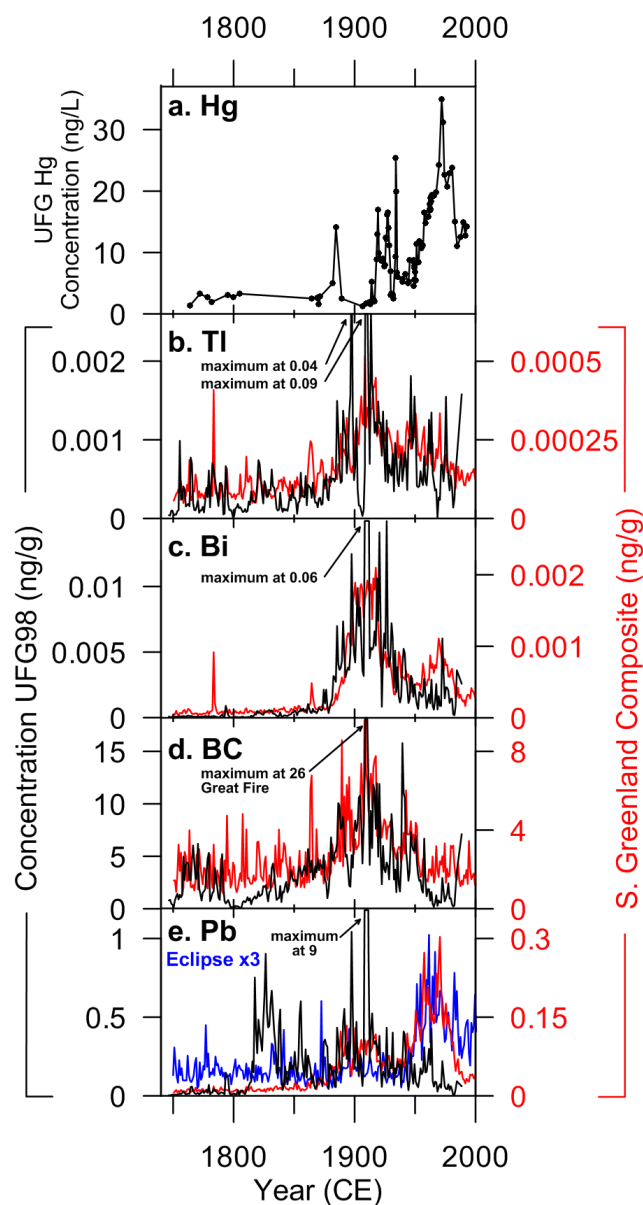 1800 1900 2000
a. Hg
UFG Hg
Concentration (ng/L)
30
20
10
0
b. Tl
maximum at 0.04
maximum at 0.09
0.002
0.001
0
0.0005
0.00025
0
c. Bi
maximum at 0.06
0.01
0.005
0
0.002
0.001
0
d. BC
maximum at 26
Great Fire
15
10
5
0
8
4
0
e. Pb
Eclipse x3
maximum
at 9
1
0.5
0
0.3
0.15
0
Concentration UFG98 (ng/g)
S. Greenland Composite (ng/g)
1800 1900 2000
Year (CE)